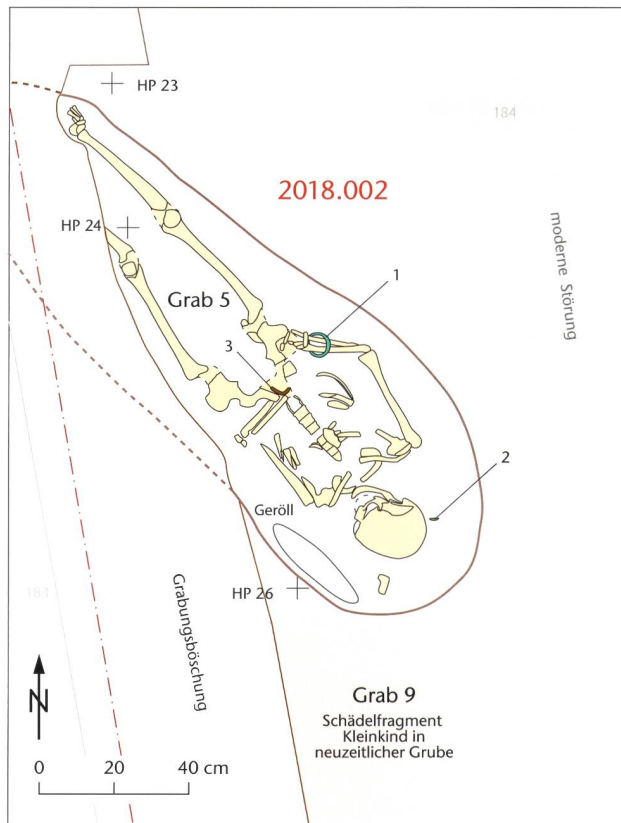 HP 23
184
2018.002
HP 24
moderne Störung
1
Grab 5
3
2
Geröll
183
HP 26
Grabungsböschung
N
Grab 9
Schädelfragment
Kleinkind in
neuzeitlicher Grube
0 20 40 cm